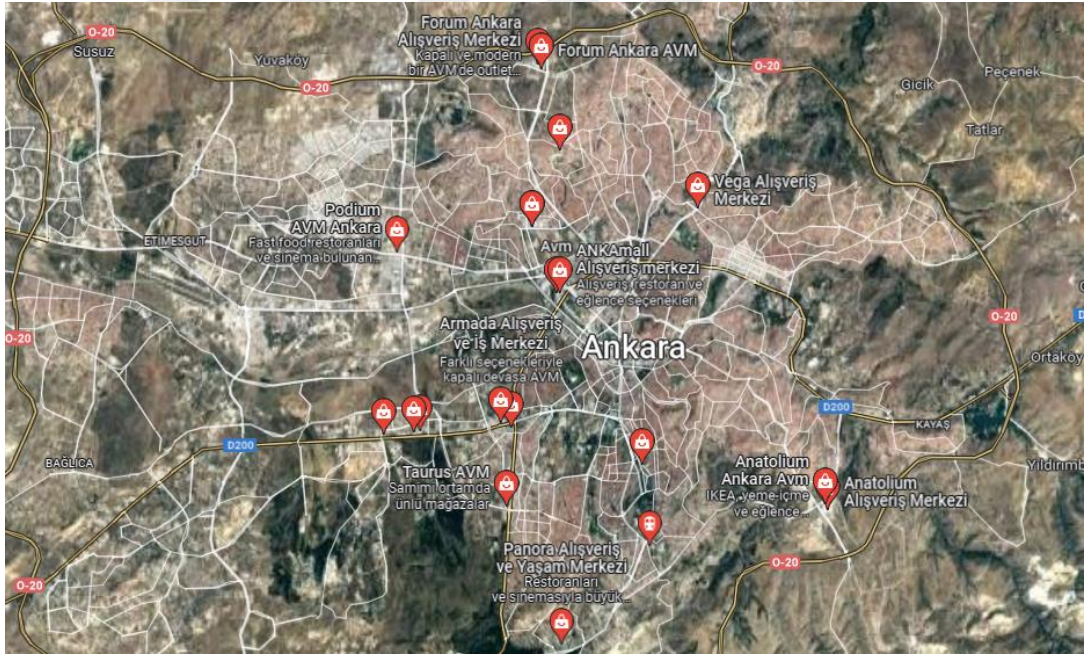 Forum Ankara
Alışveriş Merkezi
Kapalı ve modern
bir AVM'de outlet...
Forum Ankara AVM
Susuz
Yuvaköy
O-20
O-20
O-20
Gicik
Peçenek
Tatlar
Vega Alışveriş
Merkezi
Podium
AVM Ankara
Fast food restoranları
ve sinema bulunan...
ETİMESGUT
Avm
ANKAmall
Alışveriş merkezi
Alışveriş, restoran ve
eğlence seçenekleri
O-20
O-20
Armada Alışveriş
ve İş Merkezi
Farklı seçenekleriyle
kapalı devasa AVM
Ankara
Ortaköy
D200
D200
KAYAŞ
BAĞLICA
Taurus AVM
Samimi ortamda
ünlü mağazalar
Anatolium
Ankara Avm
IKEA, yeme-içme
ve eğlence...
Anatolium
Alışveriş Merkezi
Yıldırımb
Panora Alışveriş
ve Yaşam Merkezi
Restoranları
ve sinemasıyla büyük...
O-20
O-20